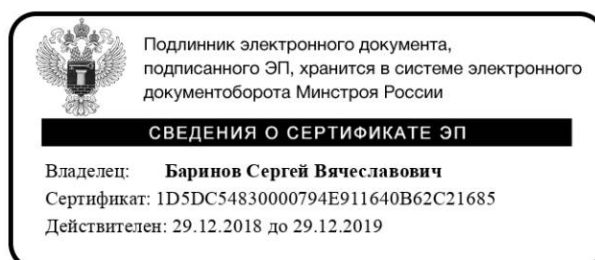 Подлинник электронного документа,
подписанного ЭП, хранится в системе электронного
документоборота Минстроя России
СВЕДЕНИЯ О СЕРТИФИКАТЕ ЭП
Владелец: Баринов Сергей Вячеславович
Сертификат: 1D5DC54830000794E911640B62C21685
Действителен: 29.12.2018 до 29.12.2019